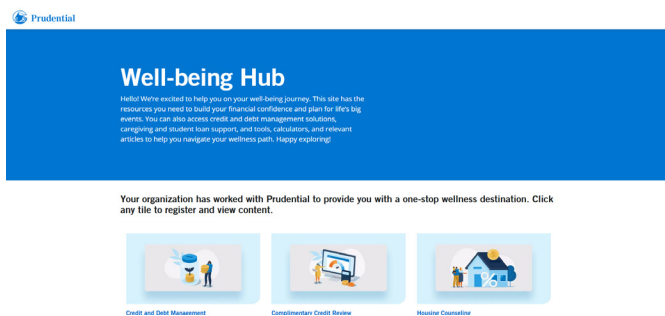 Prudential
Well-being Hub
Hello! We're excited to help you on your well-being journey. This site has the
resources you need to build your financial confidence and plan for life's big
events. You can also access credit and debt management solutions,
caregiving and student loan support, and tools, calculators, and relevant
articles to help you navigate your wellness path. Happy exploring!
Your organization has worked with Prudential to provide you with a one-stop wellness destination. Click
any tile to register and view content.
Credit and Debt Management
Complimentary Credit Review
Housing Counseling